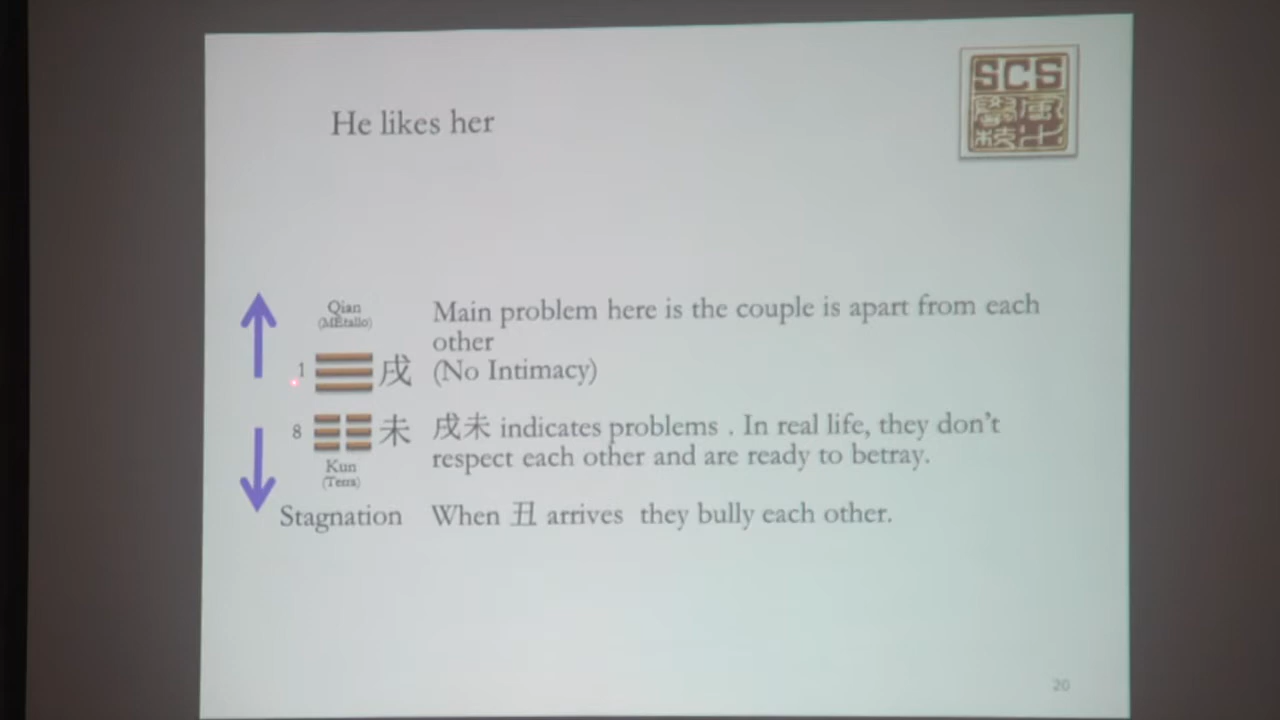 SCS
He likes her
Qian
(MEtallo)
Main problem here is the couple is apart from each
other
1 戌 (No Intimacy)
8 未 戌未 indicates problems . In real life, they don't
respect each other and are ready to betray.
Kun
(Terra)
Stagnation When 丑 arrives they bully each other.
20